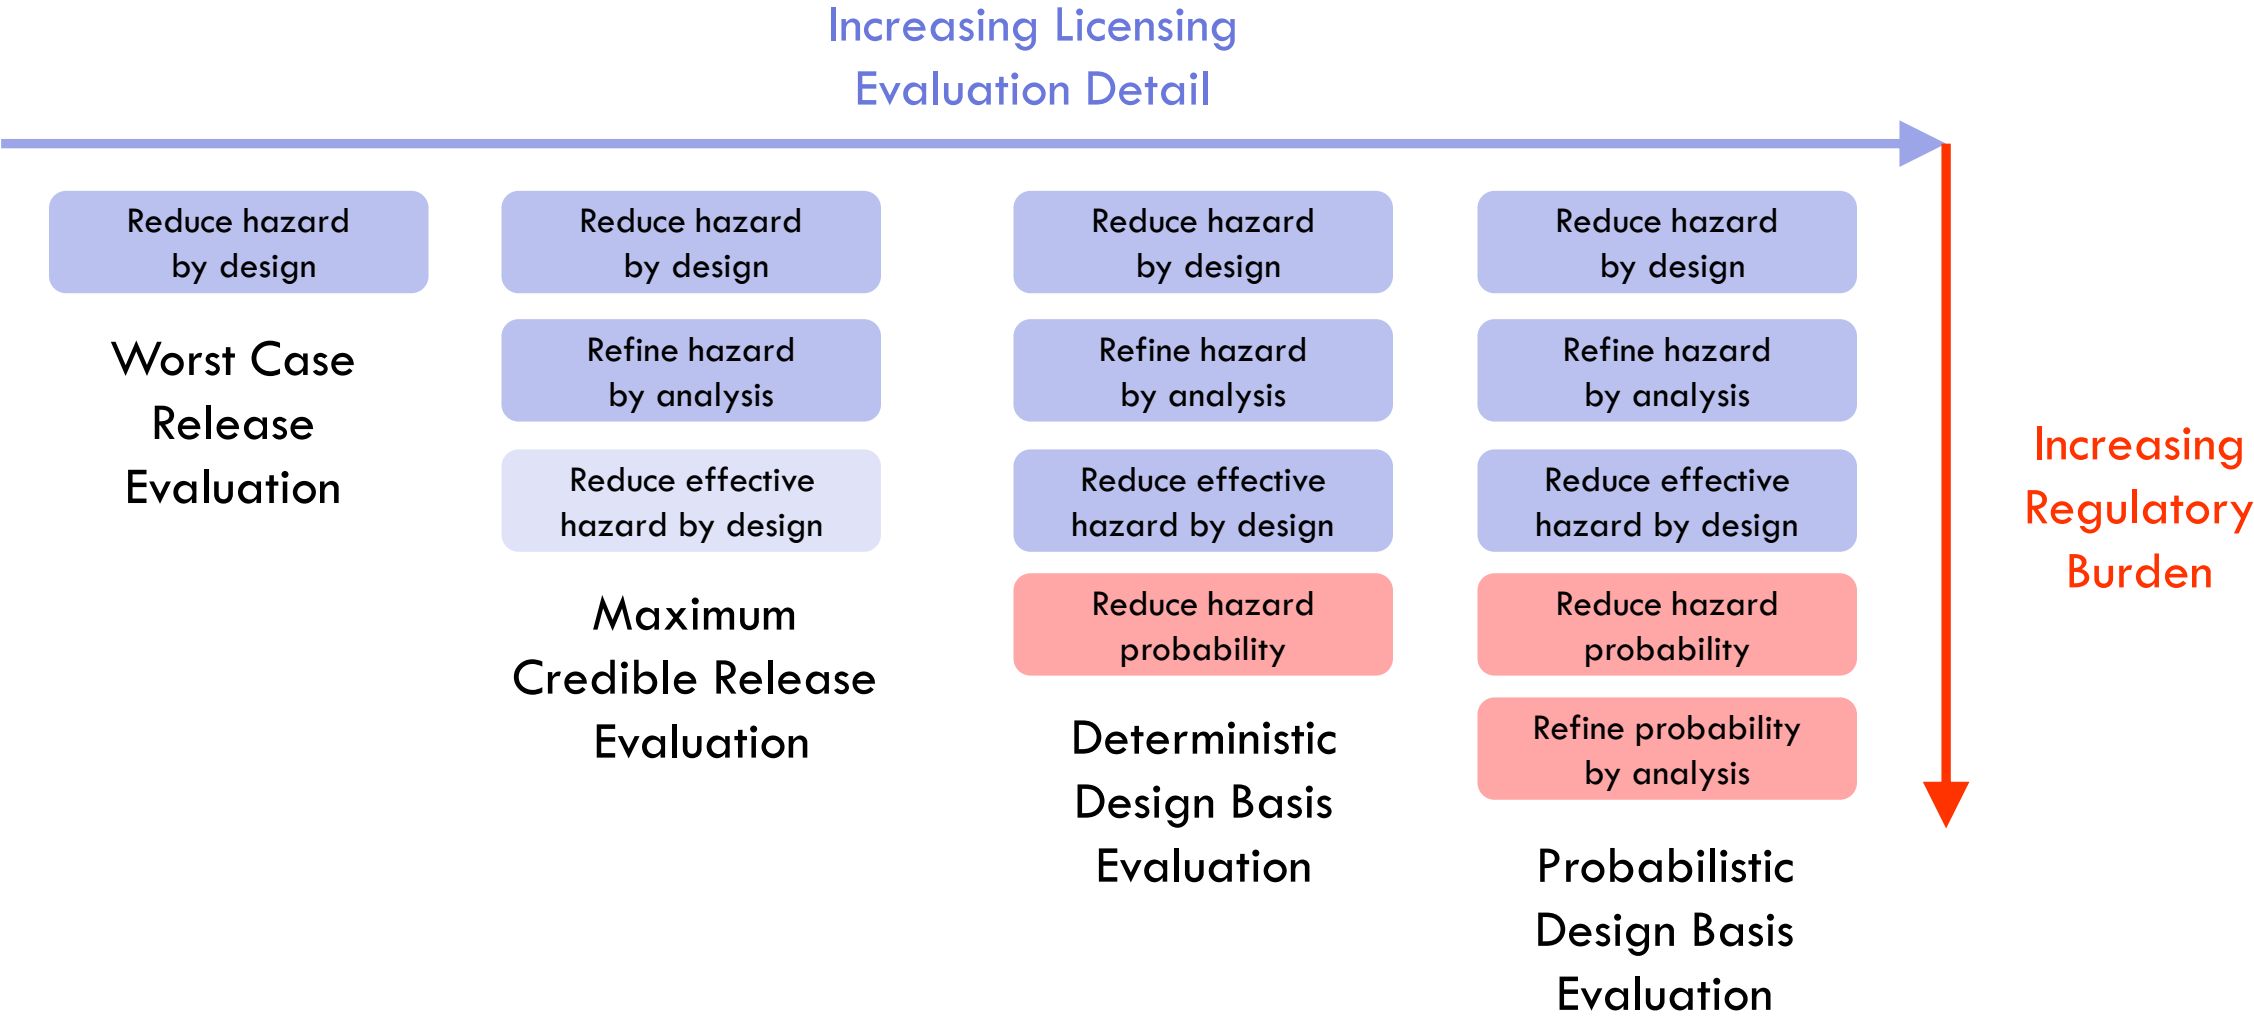 Increasing Licensing
Evaluation Detail
Reduce hazard
by design
Worst Case
Release
Evaluation
Reduce hazard
by design
Refine hazard
by analysis
Reduce effective
hazard by design
Maximum
Credible Release
Evaluation
Reduce hazard
by design
Refine hazard
by analysis
Reduce effective
hazard by design
Reduce hazard
probability
Deterministic
Design Basis
Evaluation
Reduce hazard
by design
Refine hazard
by analysis
Reduce effective
hazard by design
Reduce hazard
probability
Refine probability
by analysis
Probabilistic
Design Basis
Evaluation
Increasing
Regulatory
Burden